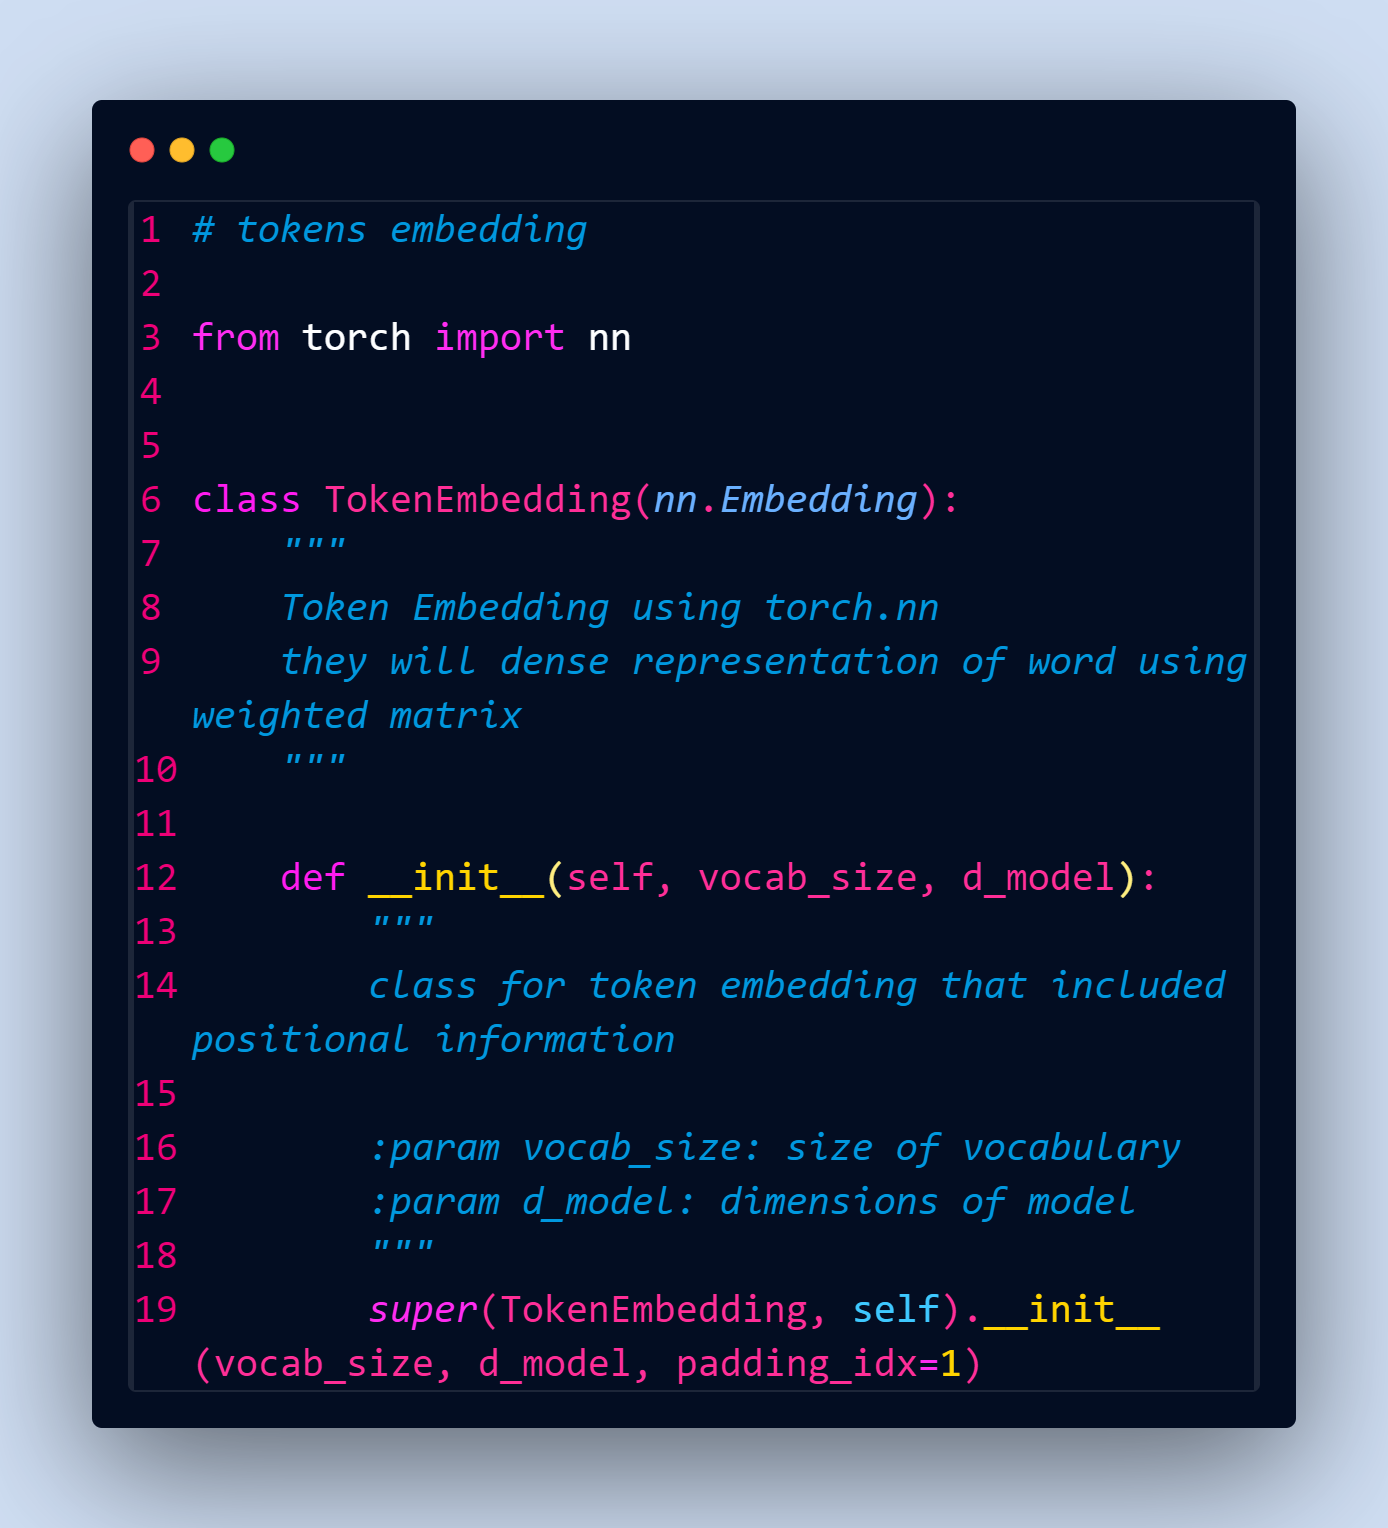 1 # tokens embedding
2
3 from torch import nn
4
5
6 class TokenEmbedding(nn.Embedding):
7     """
8     Token Embedding using torch.nn
9     they will dense representation of word using
weighted matrix
10     """
11
12     def __init__(self, vocab_size, d_model):
13         """
14         class for token embedding that included
positional information
15
16         :param vocab_size: size of vocabulary
17         :param d_model: dimensions of model
18         """
19         super(TokenEmbedding, self).__init__
(vocab_size, d_model, padding_idx=1)